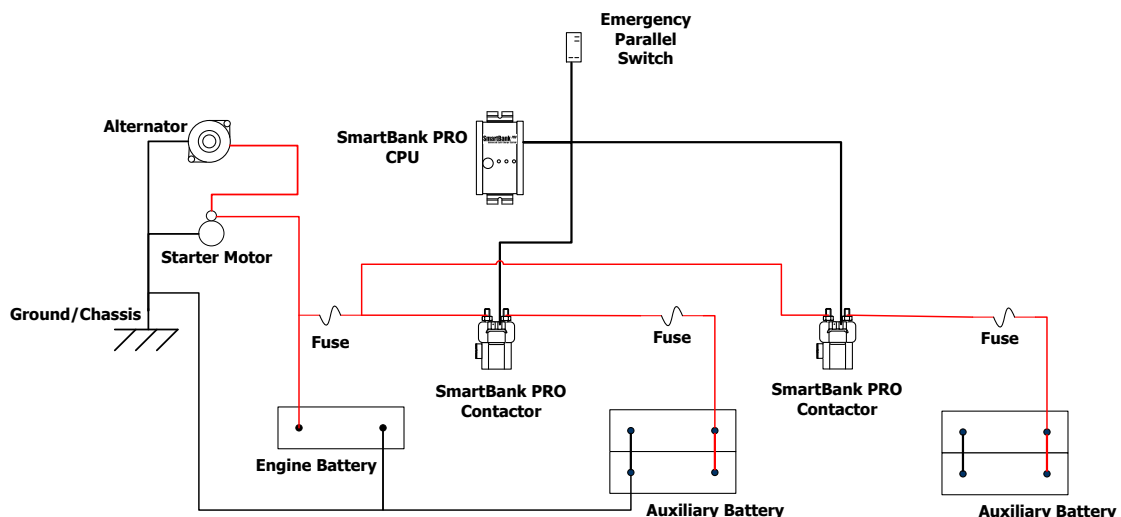 Emergency
Parallel
Switch
Alternator
SmartBank PRO
CPU
SmartBank
Starter Motor
Ground/Chassis
Fuse
Fuse
Fuse
SmartBank PRO
Contactor
SmartBank PRO
Contactor
Engine Battery
Auxiliary Battery
Auxiliary Battery